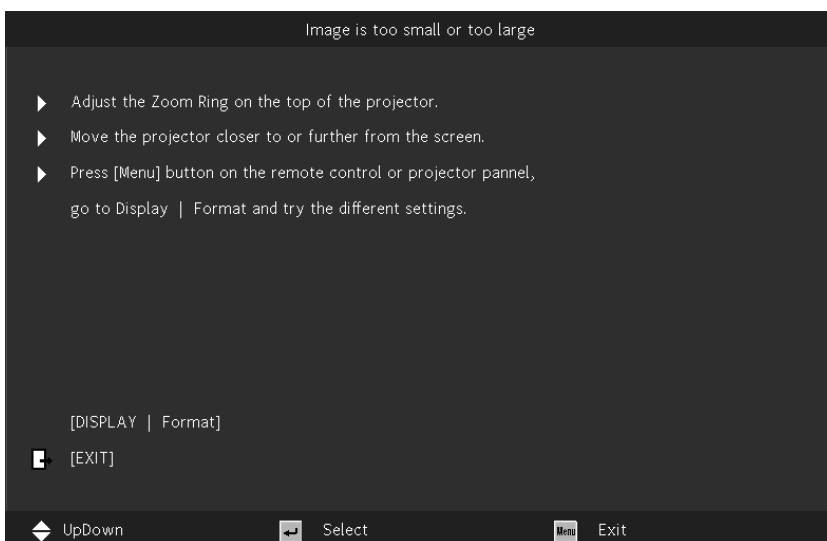 Image is too small or too large
Adjust the Zoom Ring on the top of the projector.
Move the projector closer to or further from the screen.
Press [Menu] button on the remote control or projector pannel,
go to Display | Format and try the different settings.
[DISPLAY | Format]
[EXIT]
UpDown Select Menu Exit